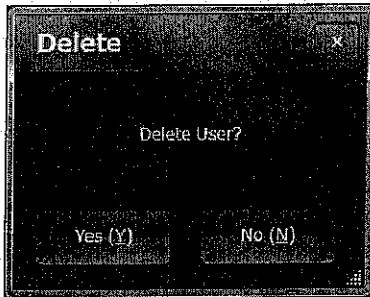 Delete
x
Delete User?
Yes (Y) No (N)